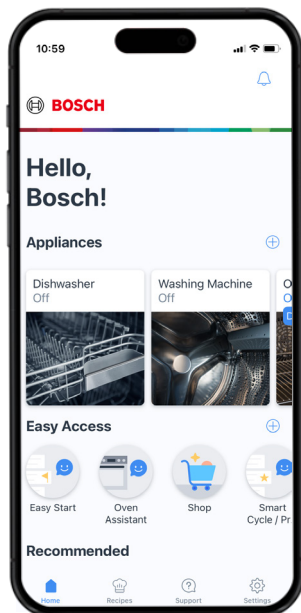 10:59
BOSCH
Hello,
Bosch!
Appliances
Dishwasher
Off
Washing Machine
Off
O
Easy Access
Easy Start
Oven
Assistant
Shop
Smart
Cycle / Pr
Recommended
Home
Recipes
Support
Settings